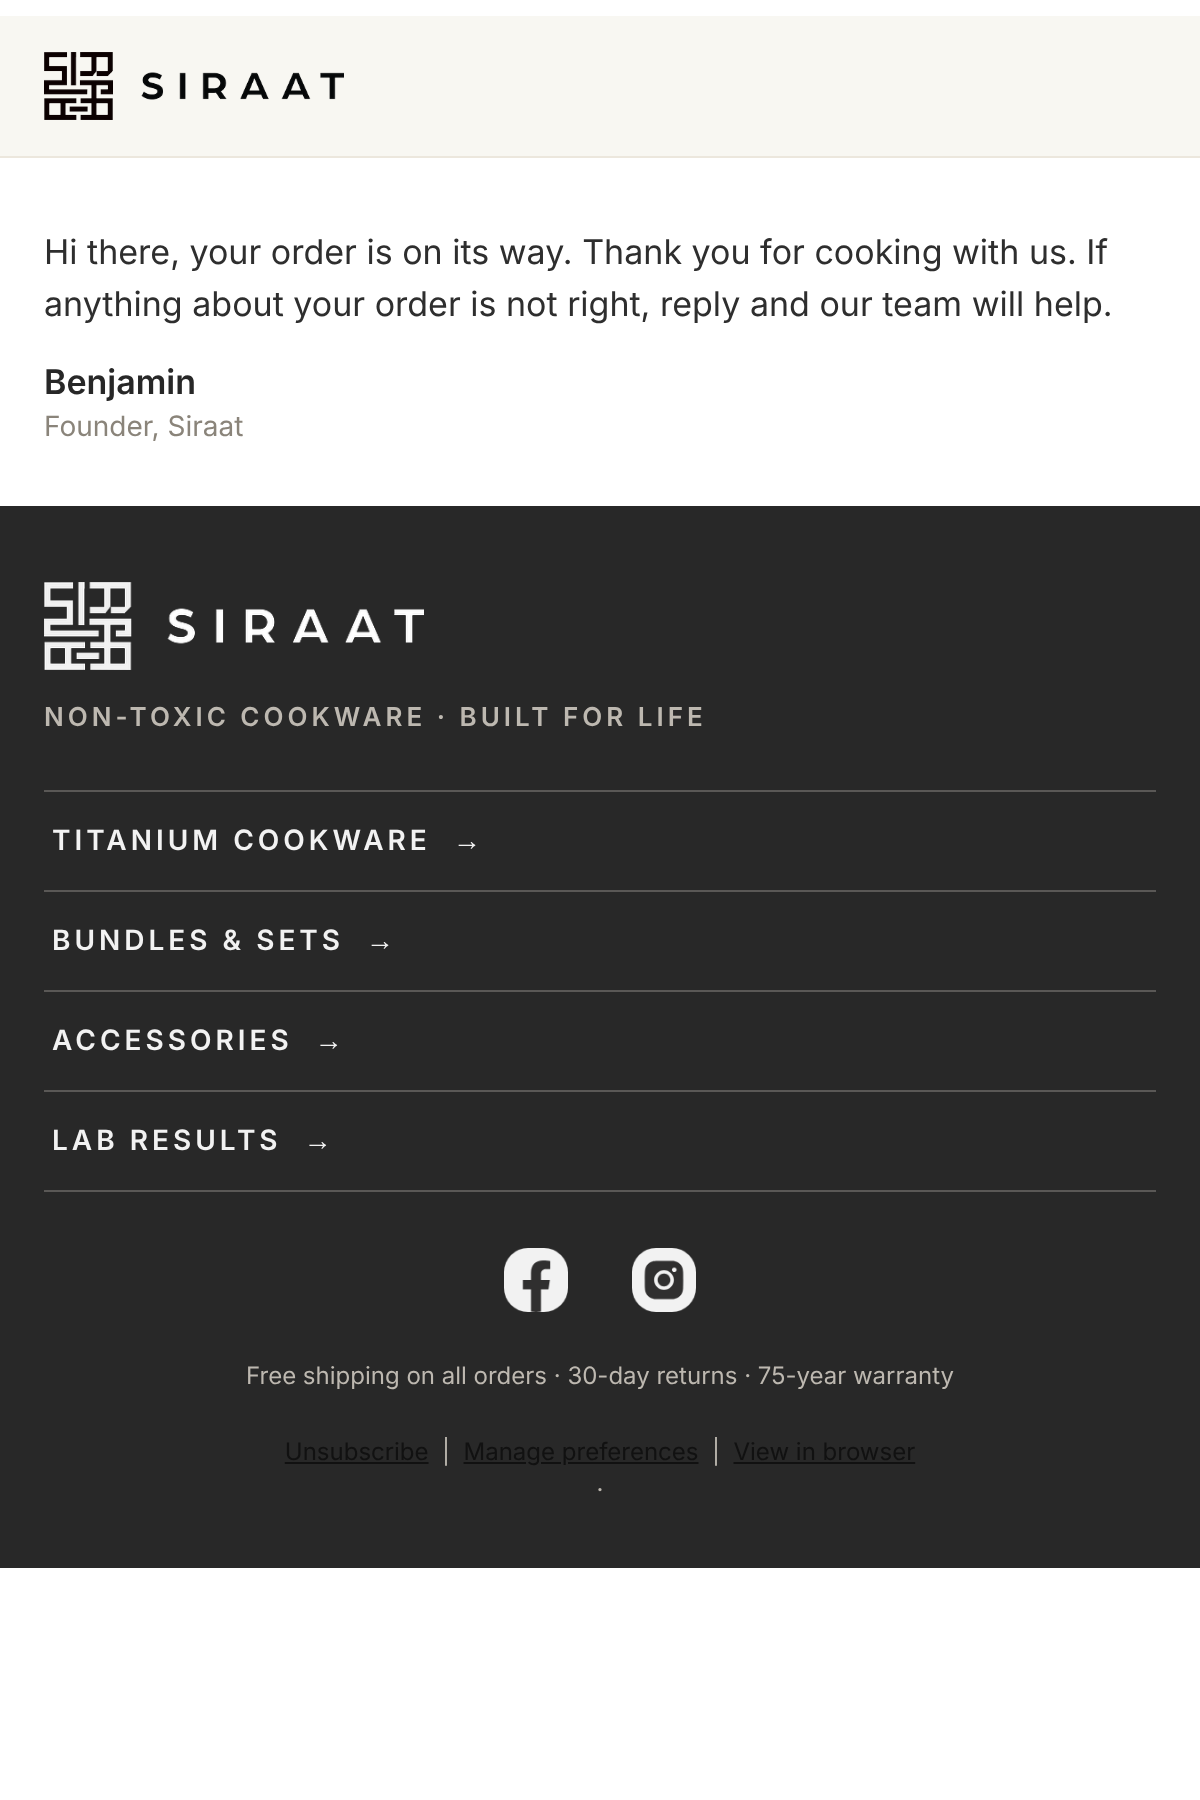 SIRAAT
Hi there, your order is on its way. Thank you for cooking with us. If
anything about your order is not right, reply and our team will help.
Benjamin
Founder, Siraat
SIRAAT
NON-TOXIC COOKWARE · BUILT FOR LIFE
TITANIUM COOKWARE →
BUNDLES & SETS →
ACCESSORIES →
LAB RESULTS →
Free shipping on all orders · 30-day returns · 75-year warranty
Unsubscribe | Manage preferences | View in browser
·